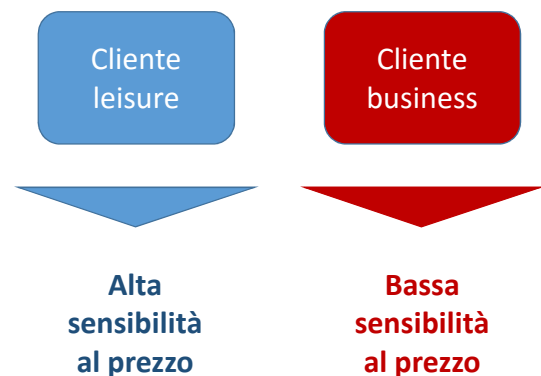 Cliente
leisure
Cliente
business
Alta
sensibilità
al prezzo
Bassa
sensibilità
al prezzo